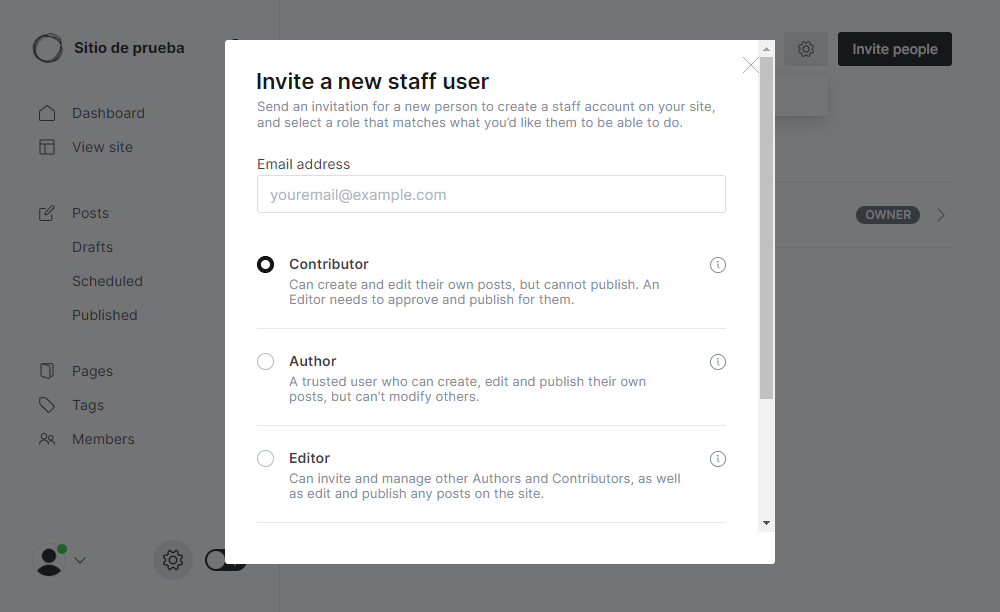 Sitio de prueba
Invite people
Dashboard
View site
Posts
Drafts
Scheduled
Published
Pages
Tags
Members
OWNER
Invite a new staff user
Send an invitation for a new person to create a staff account on your site,
and select a role that matches what you’d like them to be able to do.
Email address
youremail@example.com
Contributor
Can create and edit their own posts, but cannot publish. An
Editor needs to approve and publish for them.
Author
A trusted user who can create, edit and publish their own
posts, but can’t modify others.
Editor
Can invite and manage other Authors and Contributors, as well
as edit and publish any posts on the site.